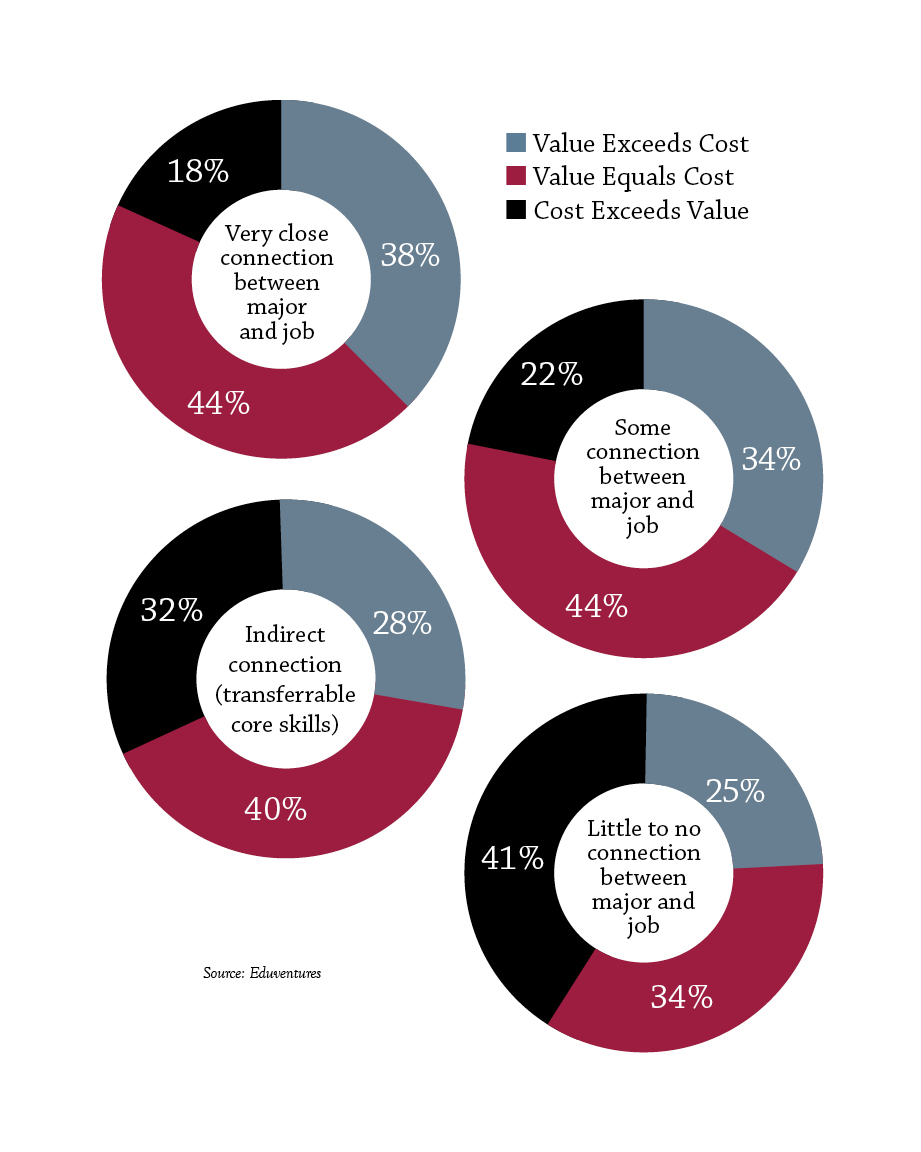 Value Exceeds Cost
Value Equals Cost
Cost Exceeds Value
18%
38%
44%
Very close
connection
between
major
and job
22%
34%
44%
Some
connection
between
major and
job
32%
28%
40%
Indirect
connection
(transferrable
core skills)
25%
41%
34%
Little to no
connection
between
major and
job
Source: Eduventures